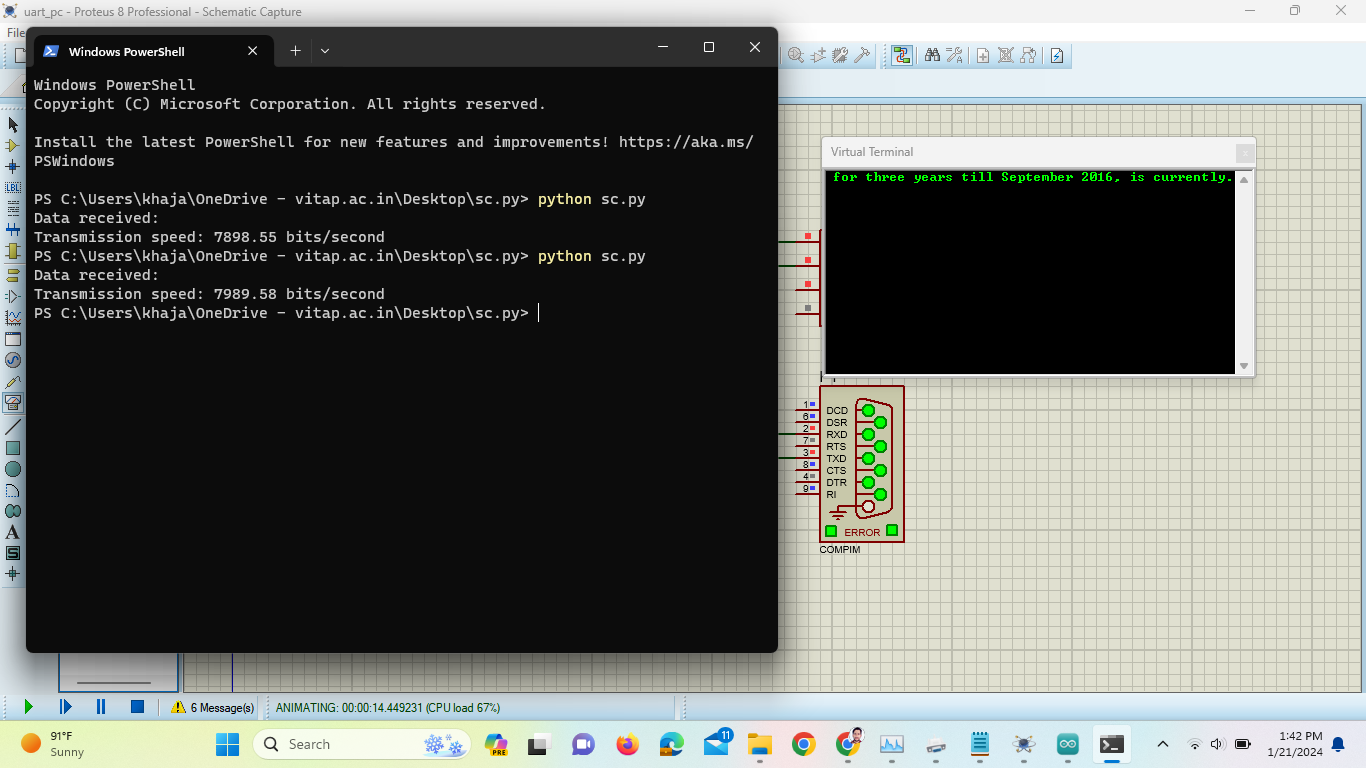 uart_pc - Proteus 8 Professional - Schematic Capture
File
Windows PowerShell
Windows PowerShell
Copyright (C) Microsoft Corporation. All rights reserved.
Install the latest PowerShell for new features and improvements! https://aka.ms/
PSWindows
PS C:\Users\khaja\OneDrive - vitap.ac.in\Desktop\sc.py> python sc.py
Data received:
Transmission speed: 7898.55 bits/second
PS C:\Users\khaja\OneDrive - vitap.ac.in\Desktop\sc.py> python sc.py
Data received:
Transmission speed: 7989.58 bits/second
PS C:\Users\khaja\OneDrive - vitap.ac.in\Desktop\sc.py>
Virtual Terminal
for three years till September 2016, is currently.
LBL
A
S
1 DCD
6 DSR
2 RXD
7 RTS
3 TXD
8 CTS
4 DTR
9 RI
ERROR
COMPIM
6 Message(s)
ANIMATING: 00:00:14.449231 (CPU load 67%)
91°F
Sunny
Search
PRE
11
1:42 PM
1/21/2024